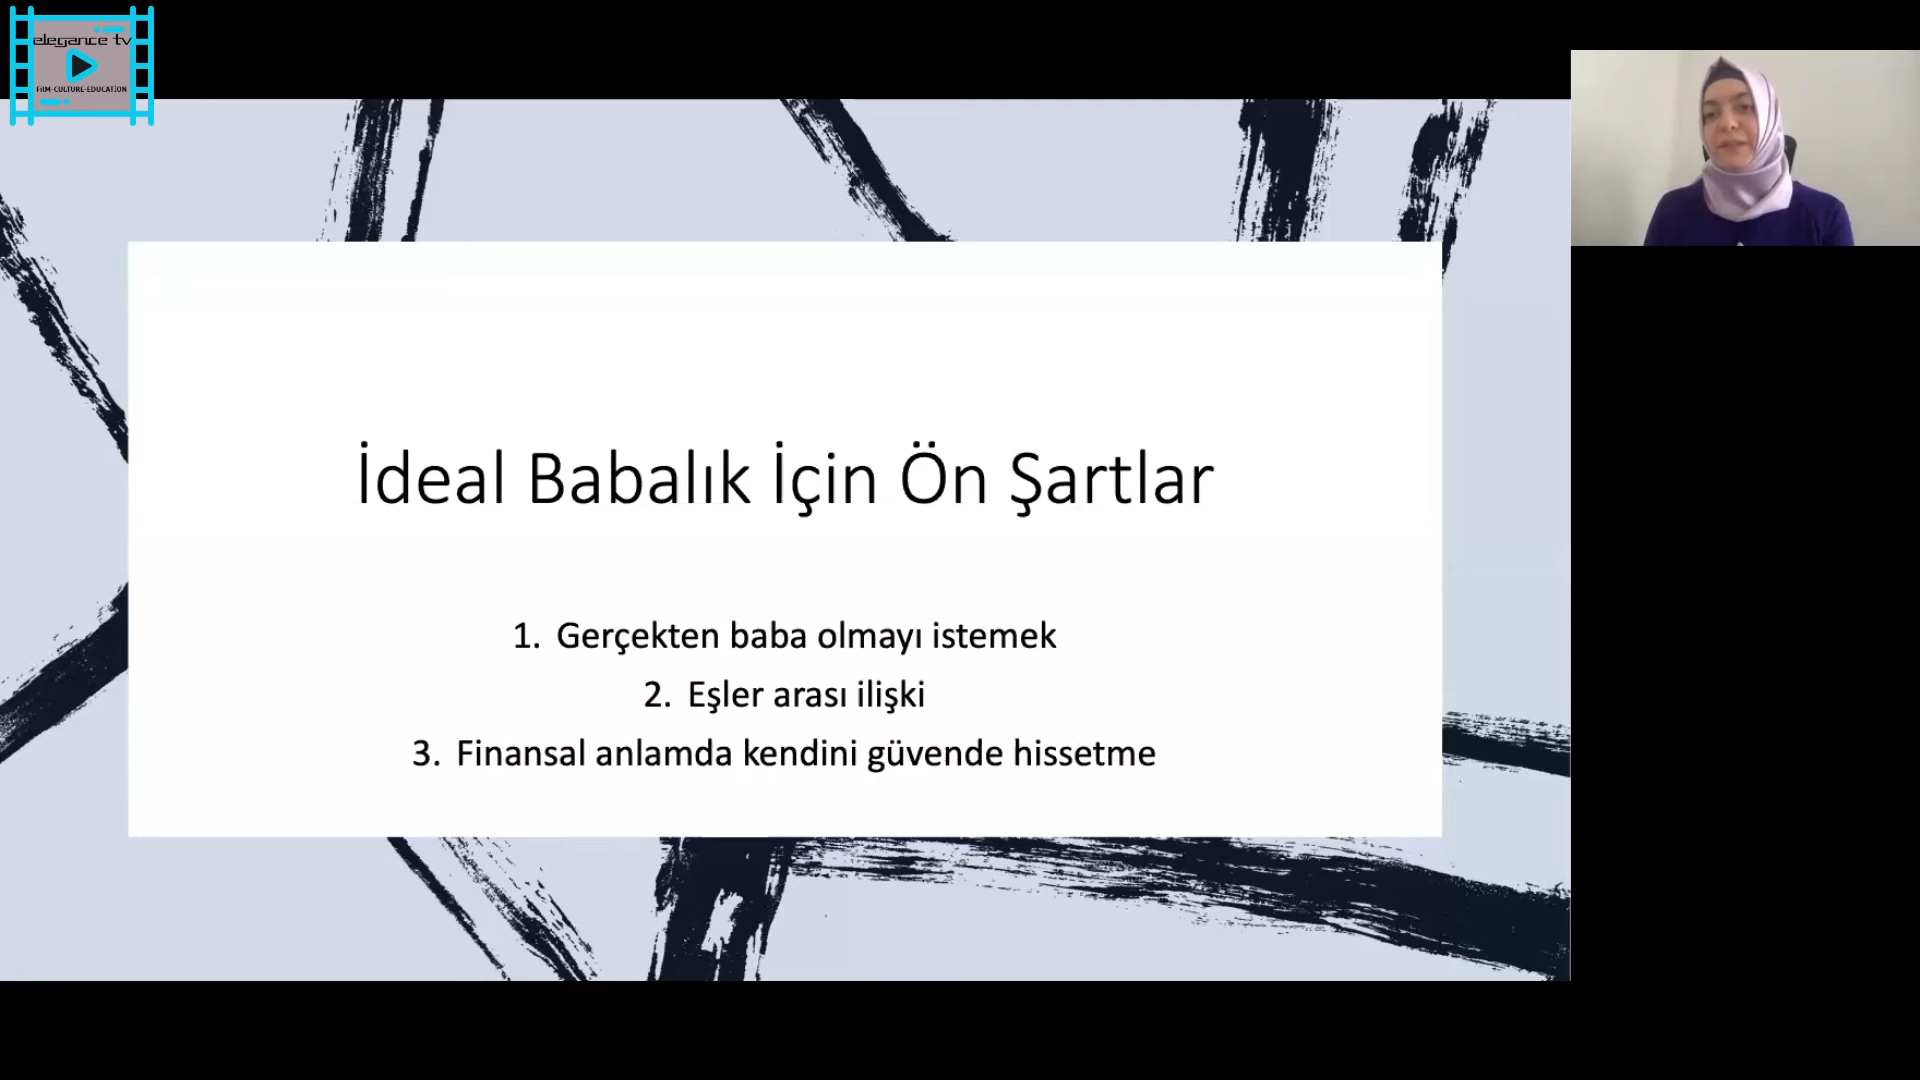 elegance tv
FILM-CULTURE-EDUCATION
İdeal Babalık İçin Ön Şartlar
1. Gerçekten baba olmayı istemek
2. Eşler arası ilişki
3. Finansal anlamda kendini güvende hissetme